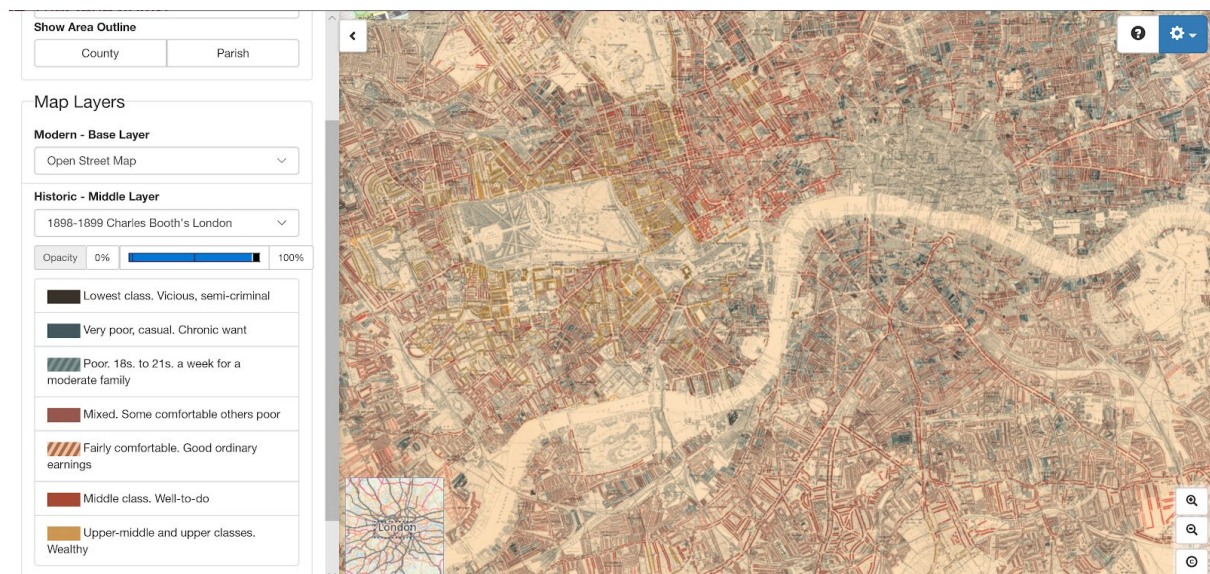 Show Area Outline
County
Parish
Map Layers
Modern - Base Layer
Open Street Map
Historic - Middle Layer
1898-1899 Charles Booth's London
Opacity
0%
100%
Lowest class. Vicious, semi-criminal
Very poor, casual. Chronic want
Poor. 18s. to 21s. a week for a
moderate family
Mixed. Some comfortable others poor
Fairly comfortable. Good ordinary
earnings
Middle class. Well-to-do
Upper-middle and upper classes.
Wealthy
London